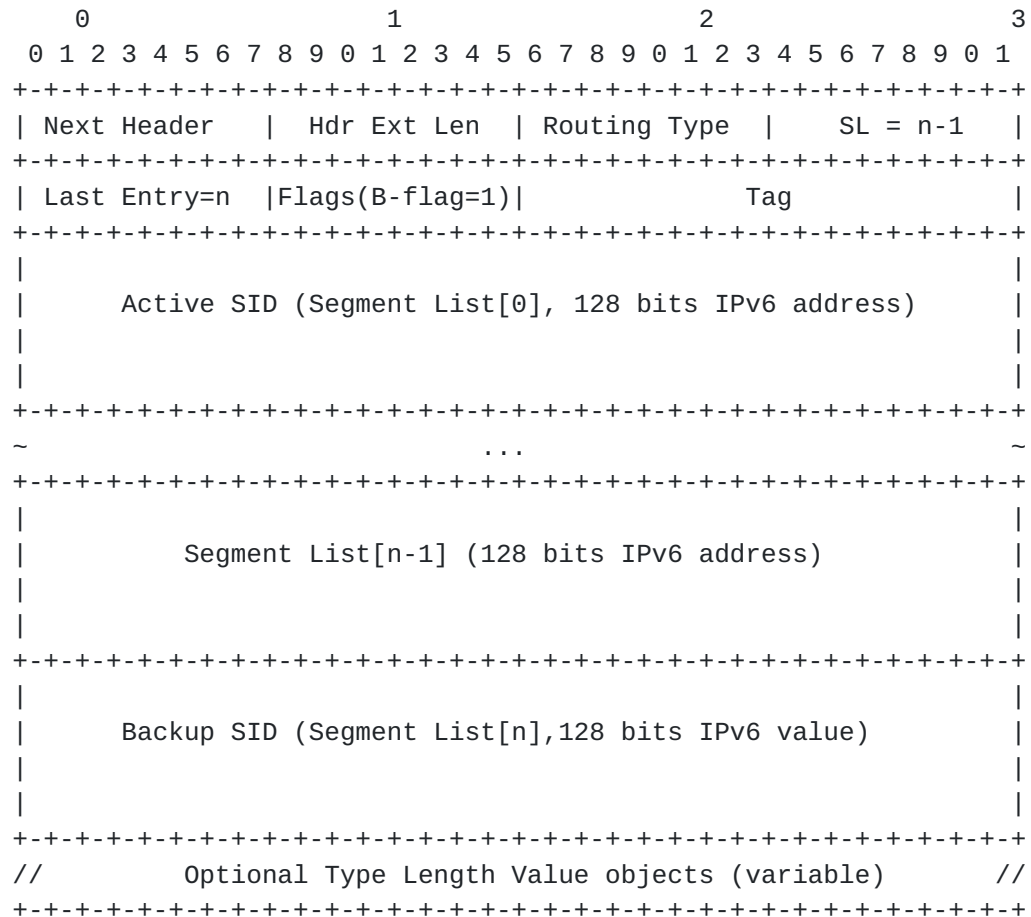 0                   1                   2                   3
 0 1 2 3 4 5 6 7 8 9 0 1 2 3 4 5 6 7 8 9 0 1 2 3 4 5 6 7 8 9 0 1
+-+-+-+-+-+-+-+-+-+-+-+-+-+-+-+-+-+-+-+-+-+-+-+-+-+-+-+-+-+-+-+-+
| Next Header   |  Hdr Ext Len  | Routing Type  |    SL = n-1   |
+-+-+-+-+-+-+-+-+-+-+-+-+-+-+-+-+-+-+-+-+-+-+-+-+-+-+-+-+-+-+-+-+
| Last Entry=n  |Flags(B-flag=1)|              Tag              |
+-+-+-+-+-+-+-+-+-+-+-+-+-+-+-+-+-+-+-+-+-+-+-+-+-+-+-+-+-+-+-+-+
|                                                               |
|      Active SID (Segment List[0], 128 bits IPv6 address)      |
|                                                               |
|                                                               |
+-+-+-+-+-+-+-+-+-+-+-+-+-+-+-+-+-+-+-+-+-+-+-+-+-+-+-+-+-+-+-+-+
~                             ...                               ~
+-+-+-+-+-+-+-+-+-+-+-+-+-+-+-+-+-+-+-+-+-+-+-+-+-+-+-+-+-+-+-+-+
|                                                               |
|          Segment List[n-1] (128 bits IPv6 address)            |
|                                                               |
|                                                               |
+-+-+-+-+-+-+-+-+-+-+-+-+-+-+-+-+-+-+-+-+-+-+-+-+-+-+-+-+-+-+-+-+
|                                                               |
|      Backup SID (Segment List[n],128 bits IPv6 value)         |
|                                                               |
|                                                               |
+-+-+-+-+-+-+-+-+-+-+-+-+-+-+-+-+-+-+-+-+-+-+-+-+-+-+-+-+-+-+-+-+
//         Optional Type Length Value objects (variable)       //
+-+-+-+-+-+-+-+-+-+-+-+-+-+-+-+-+-+-+-+-+-+-+-+-+-+-+-+-+-+-+-+-+